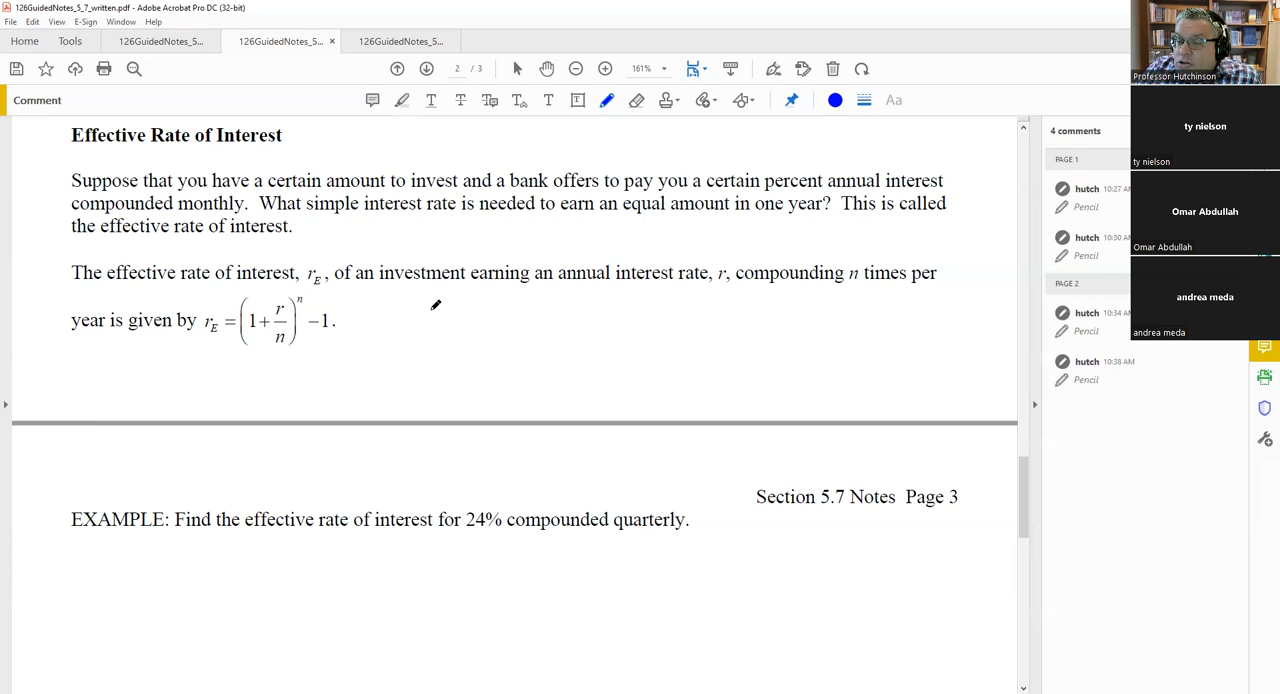 126GuidedNotes_5_7_written.pdf - Adobe Acrobat Pro DC (32-bit)
File Edit View E-Sign Window Help
Home Tools 126GuidedNotes_5_7... 126GuidedNotes_5_7... × 126GuidedNotes_5_7...
2 / 3 161%
Comment Aa
Effective Rate of Interest
Suppose that you have a certain amount to invest and a bank offers to pay you a certain percent annual interest
compounded monthly. What simple interest rate is needed to earn an equal amount in one year? This is called
the effective rate of interest.
The effective rate of interest, r_E, of an investment earning an annual interest rate, r, compounding n times per
year is given by r_E = (1 + r/n)^n − 1.
Section 5.7 Notes Page 3
EXAMPLE: Find the effective rate of interest for 24% compounded quarterly.
4 comments
PAGE 1
hutch 10:27 AM
Pencil
hutch 10:30 AM
Pencil
PAGE 2
hutch 10:34 AM
Pencil
hutch 10:38 AM
Pencil
Professor Hutchinson
ty nielson
ty nielson
Omar Abdullah
Omar Abdullah
andrea meda
andrea meda